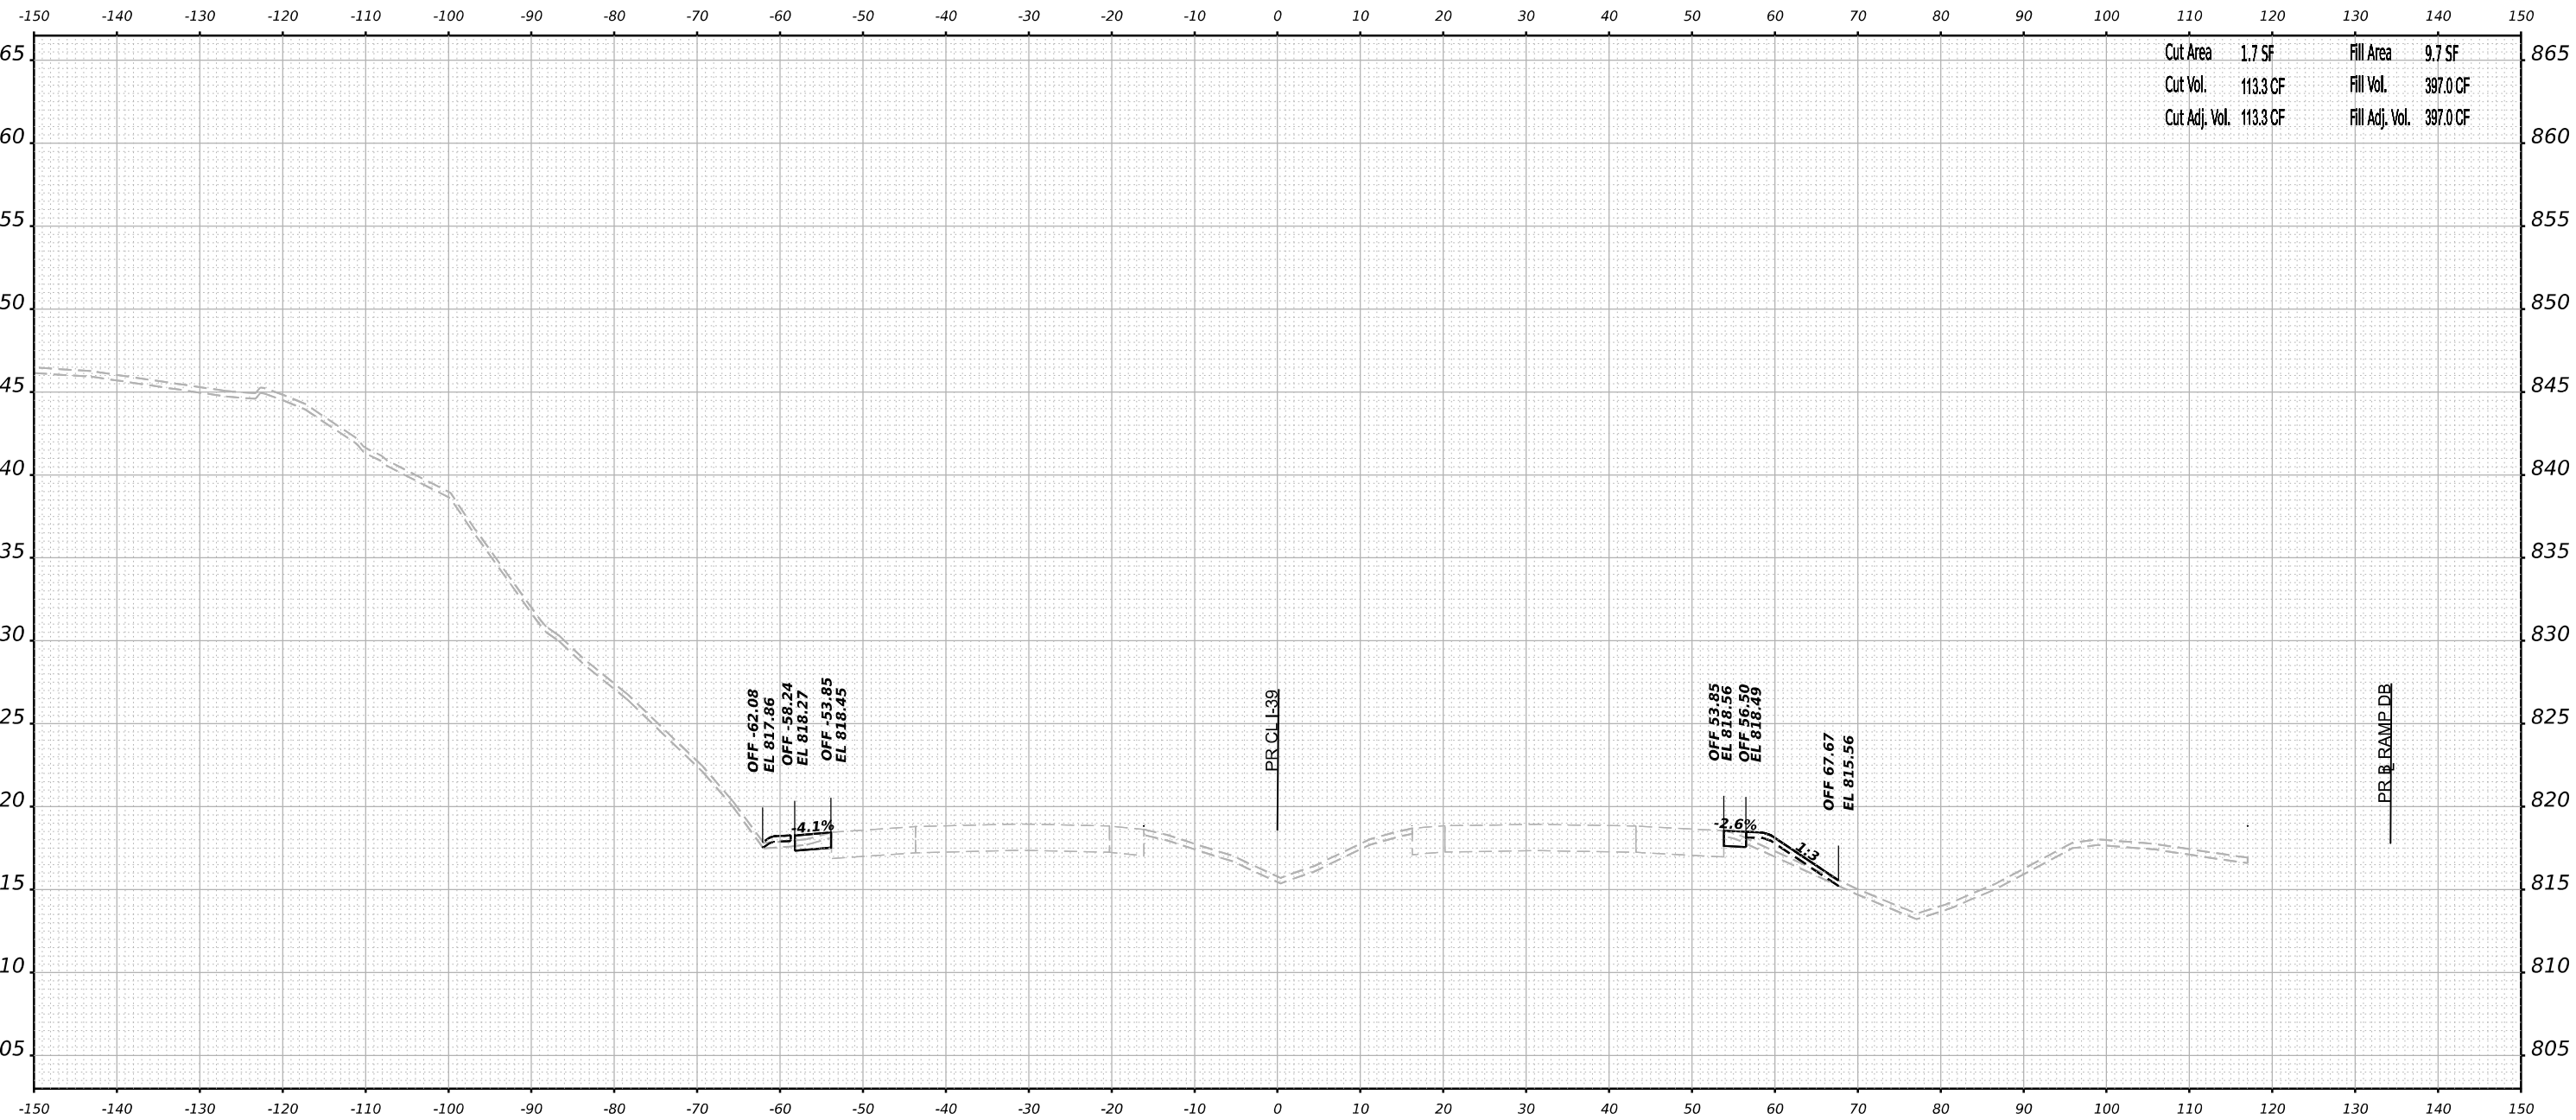 -150 -140 -130 -120 -110 -100 -90 -80 -70 -60 -50 -40 -30 -20 -10 0 10 20 30 40 50 60 70 80 90 100 110 120 130 140 150
65 865
Cut Area 1.7 SF Fill Area 9.7 SF
Cut Vol. 113.3 CF Fill Vol. 397.0 CF
Cut Adj. Vol. 113.3 CF Fill Adj. Vol. 397.0 CF
60 860
55 855
50 850
45 845
40 840
35 835
30 830
25 825
OFF -62.08
EL 817.86
OFF -58.24
EL 818.27
OFF -53.85
EL 818.45
PR CL I-39
OFF 53.85
EL 818.56
OFF 56.50
EL 818.49
OFF 67.67
EL 815.56
PR BL RAMP DB
20 820
-4.1%
-2.6%
1:3
15 815
10 810
05 805
-150 -140 -130 -120 -110 -100 -90 -80 -70 -60 -50 -40 -30 -20 -10 0 10 20 30 40 50 60 70 80 90 100 110 120 130 140 150